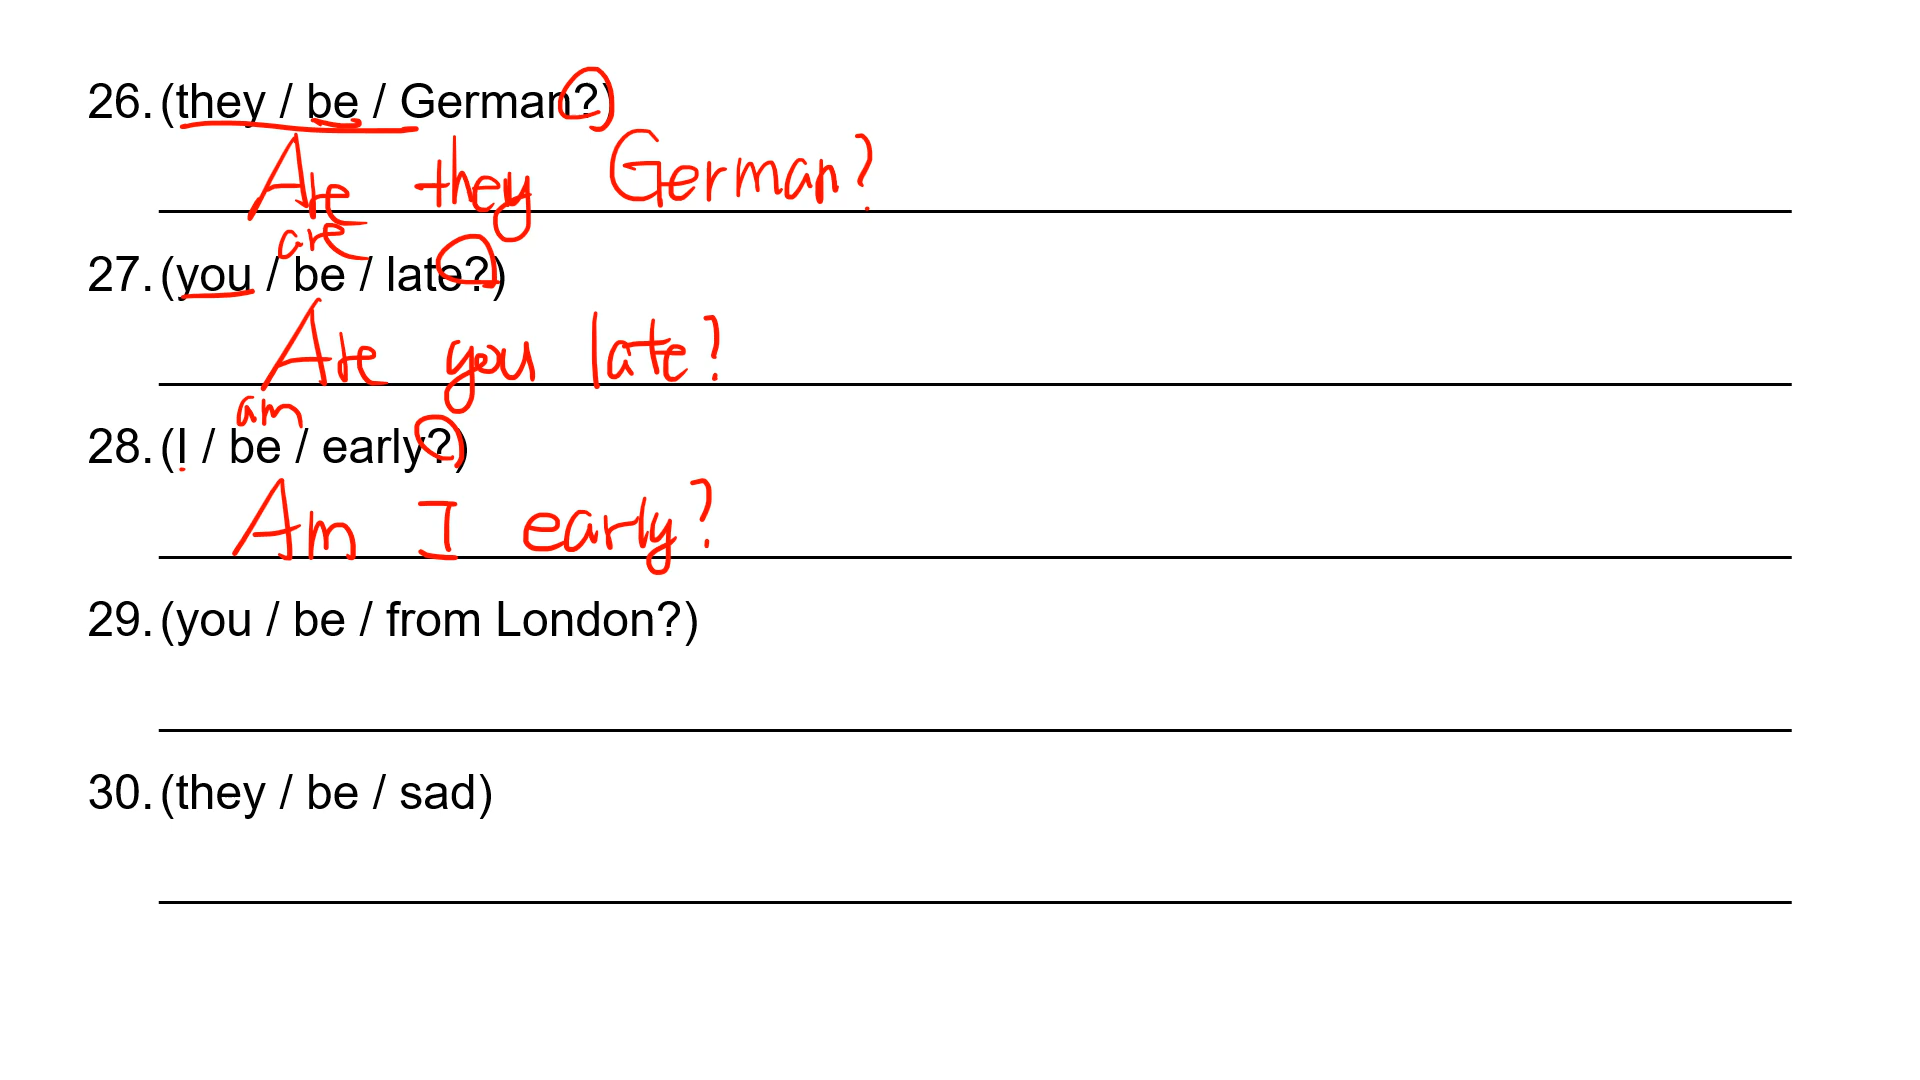 26. (they / be / German?)
Are they German?
are
27. (you / be / late?)
Are you late?
am
28. (I / be / early?)
Am I early?
29. (you / be / from London?)
30. (they / be / sad)